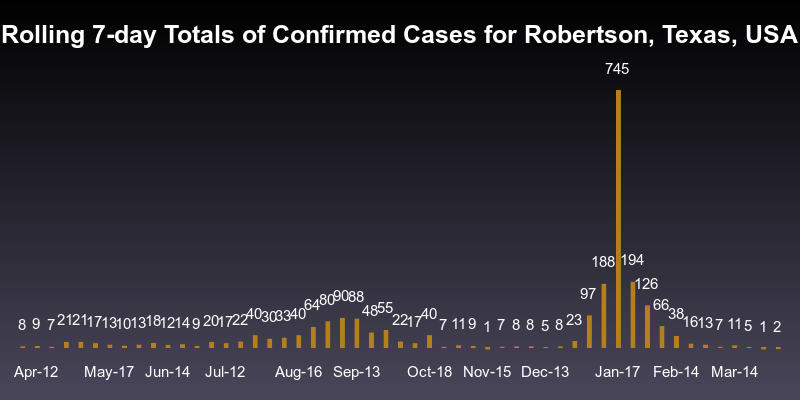 Rolling 7-day Totals of Confirmed Cases for Robertson, Texas, USA
745
188 194
97 126
64 80 90 88 66
40 30 33 40 48 55 40 38
8 9 7 21 21 17 13 10 13 18 12 14 9 20 17 22 22 17 7 11 9 1 7 8 8 5 8 23 16 13 7 11 5 1 2
Apr-12 May-17 Jun-14 Jul-12 Aug-16 Sep-13 Oct-18 Nov-15 Dec-13 Jan-17 Feb-14 Mar-14